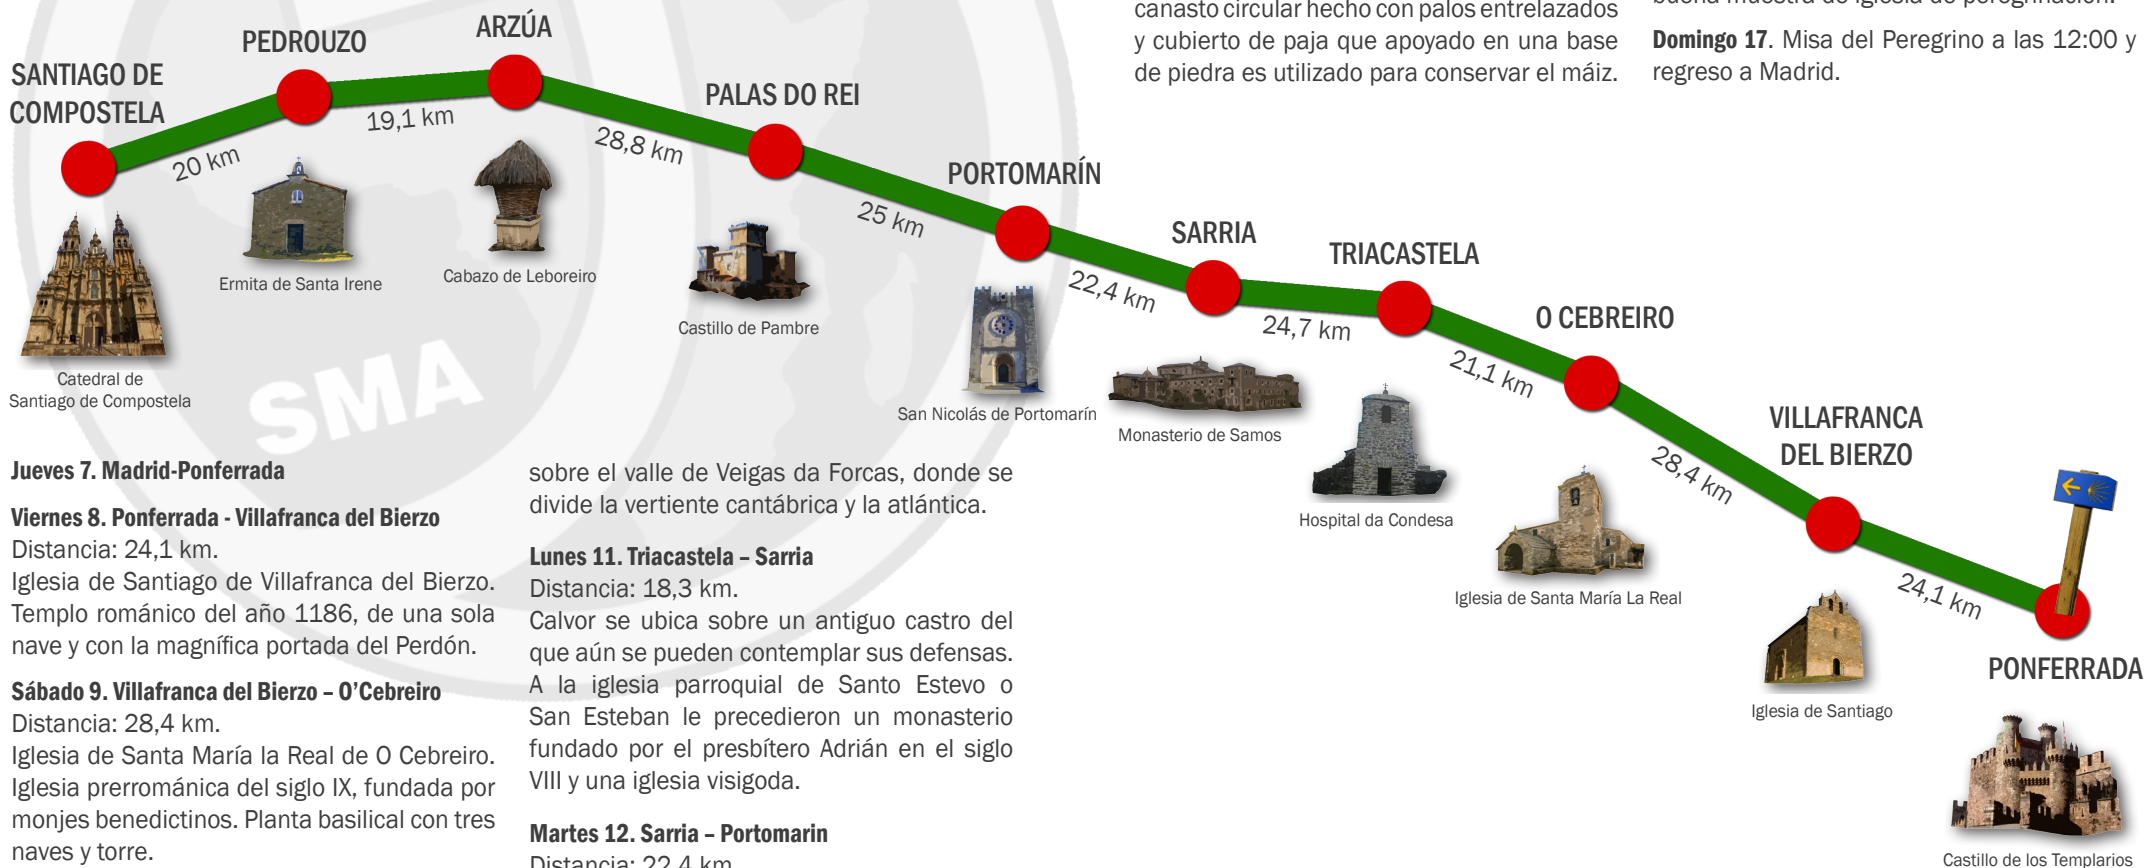 canasto circular hecho con palos entrelazados
y cubierto de paja que apoyado en una base
de piedra es utilizado para conservar el máiz.
buena muestra de iglesia de peregrinación.
Domingo 17. Misa del Peregrino a las 12:00 y
regreso a Madrid.
SANTIAGO DE
COMPOSTELA
20 km
PEDROUZO
19,1 km
ARZÚA
28,8 km
PALAS DO REI
25 km
PORTOMARÍN
22,4 km
SARRIA
24,7 km
TRIACASTELA
21,1 km
O CEBREIRO
28,4 km
VILLAFRANCA
DEL BIERZO
24,1 km
PONFERRADA
Catedral de
Santiago de Compostela
Ermita de Santa Irene
Cabazo de Leboreiro
Castillo de Pambre
San Nicolás de Portomarín
Monasterio de Samos
Hospital da Condesa
Iglesia de Santa María La Real
Iglesia de Santiago
Castillo de los Templarios
SMA
Jueves 7. Madrid-Ponferrada
Viernes 8. Ponferrada - Villafranca del Bierzo
Distancia: 24,1 km.
Iglesia de Santiago de Villafranca del Bierzo.
Templo románico del año 1186, de una sola
nave y con la magnífica portada del Perdón.
Sábado 9. Villafranca del Bierzo – O’Cebreiro
Distancia: 28,4 km.
Iglesia de Santa María la Real de O Cebreiro.
Iglesia prerrománica del siglo IX, fundada por
monjes benedictinos. Planta basilical con tres
naves y torre.
sobre el valle de Veigas da Forcas, donde se
divide la vertiente cantábrica y la atlántica.
Lunes 11. Triacastela – Sarria
Distancia: 18,3 km.
Calvor se ubica sobre un antiguo castro del
que aún se pueden contemplar sus defensas.
A la iglesia parroquial de Santo Estevo o
San Esteban le precedieron un monasterio
fundado por el presbítero Adrián en el siglo
VIII y una iglesia visigoda.
Martes 12. Sarria – Portomarin
Distancia: 22,4 km